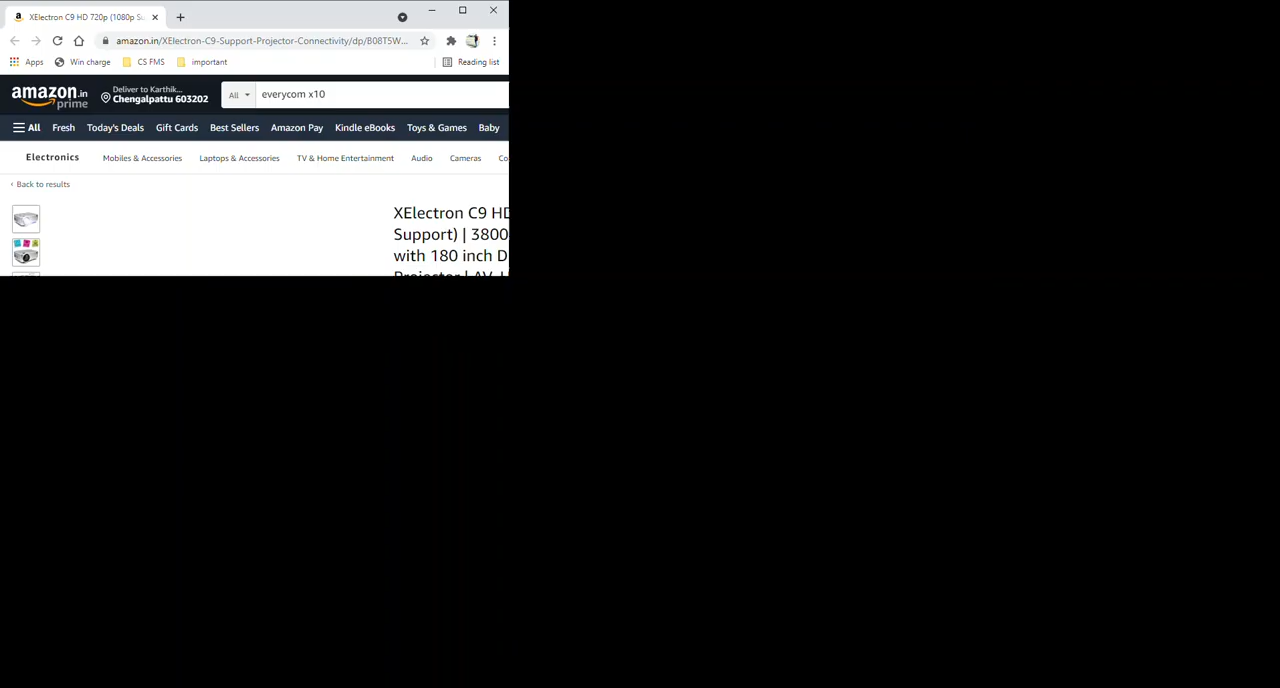 XElectron C9 HD 720p (1080p Su
amazon.in/XElectron-C9-Support-Projector-Connectivity/dp/B08T5W...
Apps Win charge CS FMS important Reading list
amazon.in prime
Deliver to Karthik...
Chengalpattu 603202
All everycom x10
All Fresh Today's Deals Gift Cards Best Sellers Amazon Pay Kindle eBooks Toys & Games Baby
Electronics Mobiles & Accessories Laptops & Accessories TV & Home Entertainment Audio Cameras Co
‹ Back to results
XElectron C9 HD
Support) | 3800
with 180 inch D
Projector | AV,